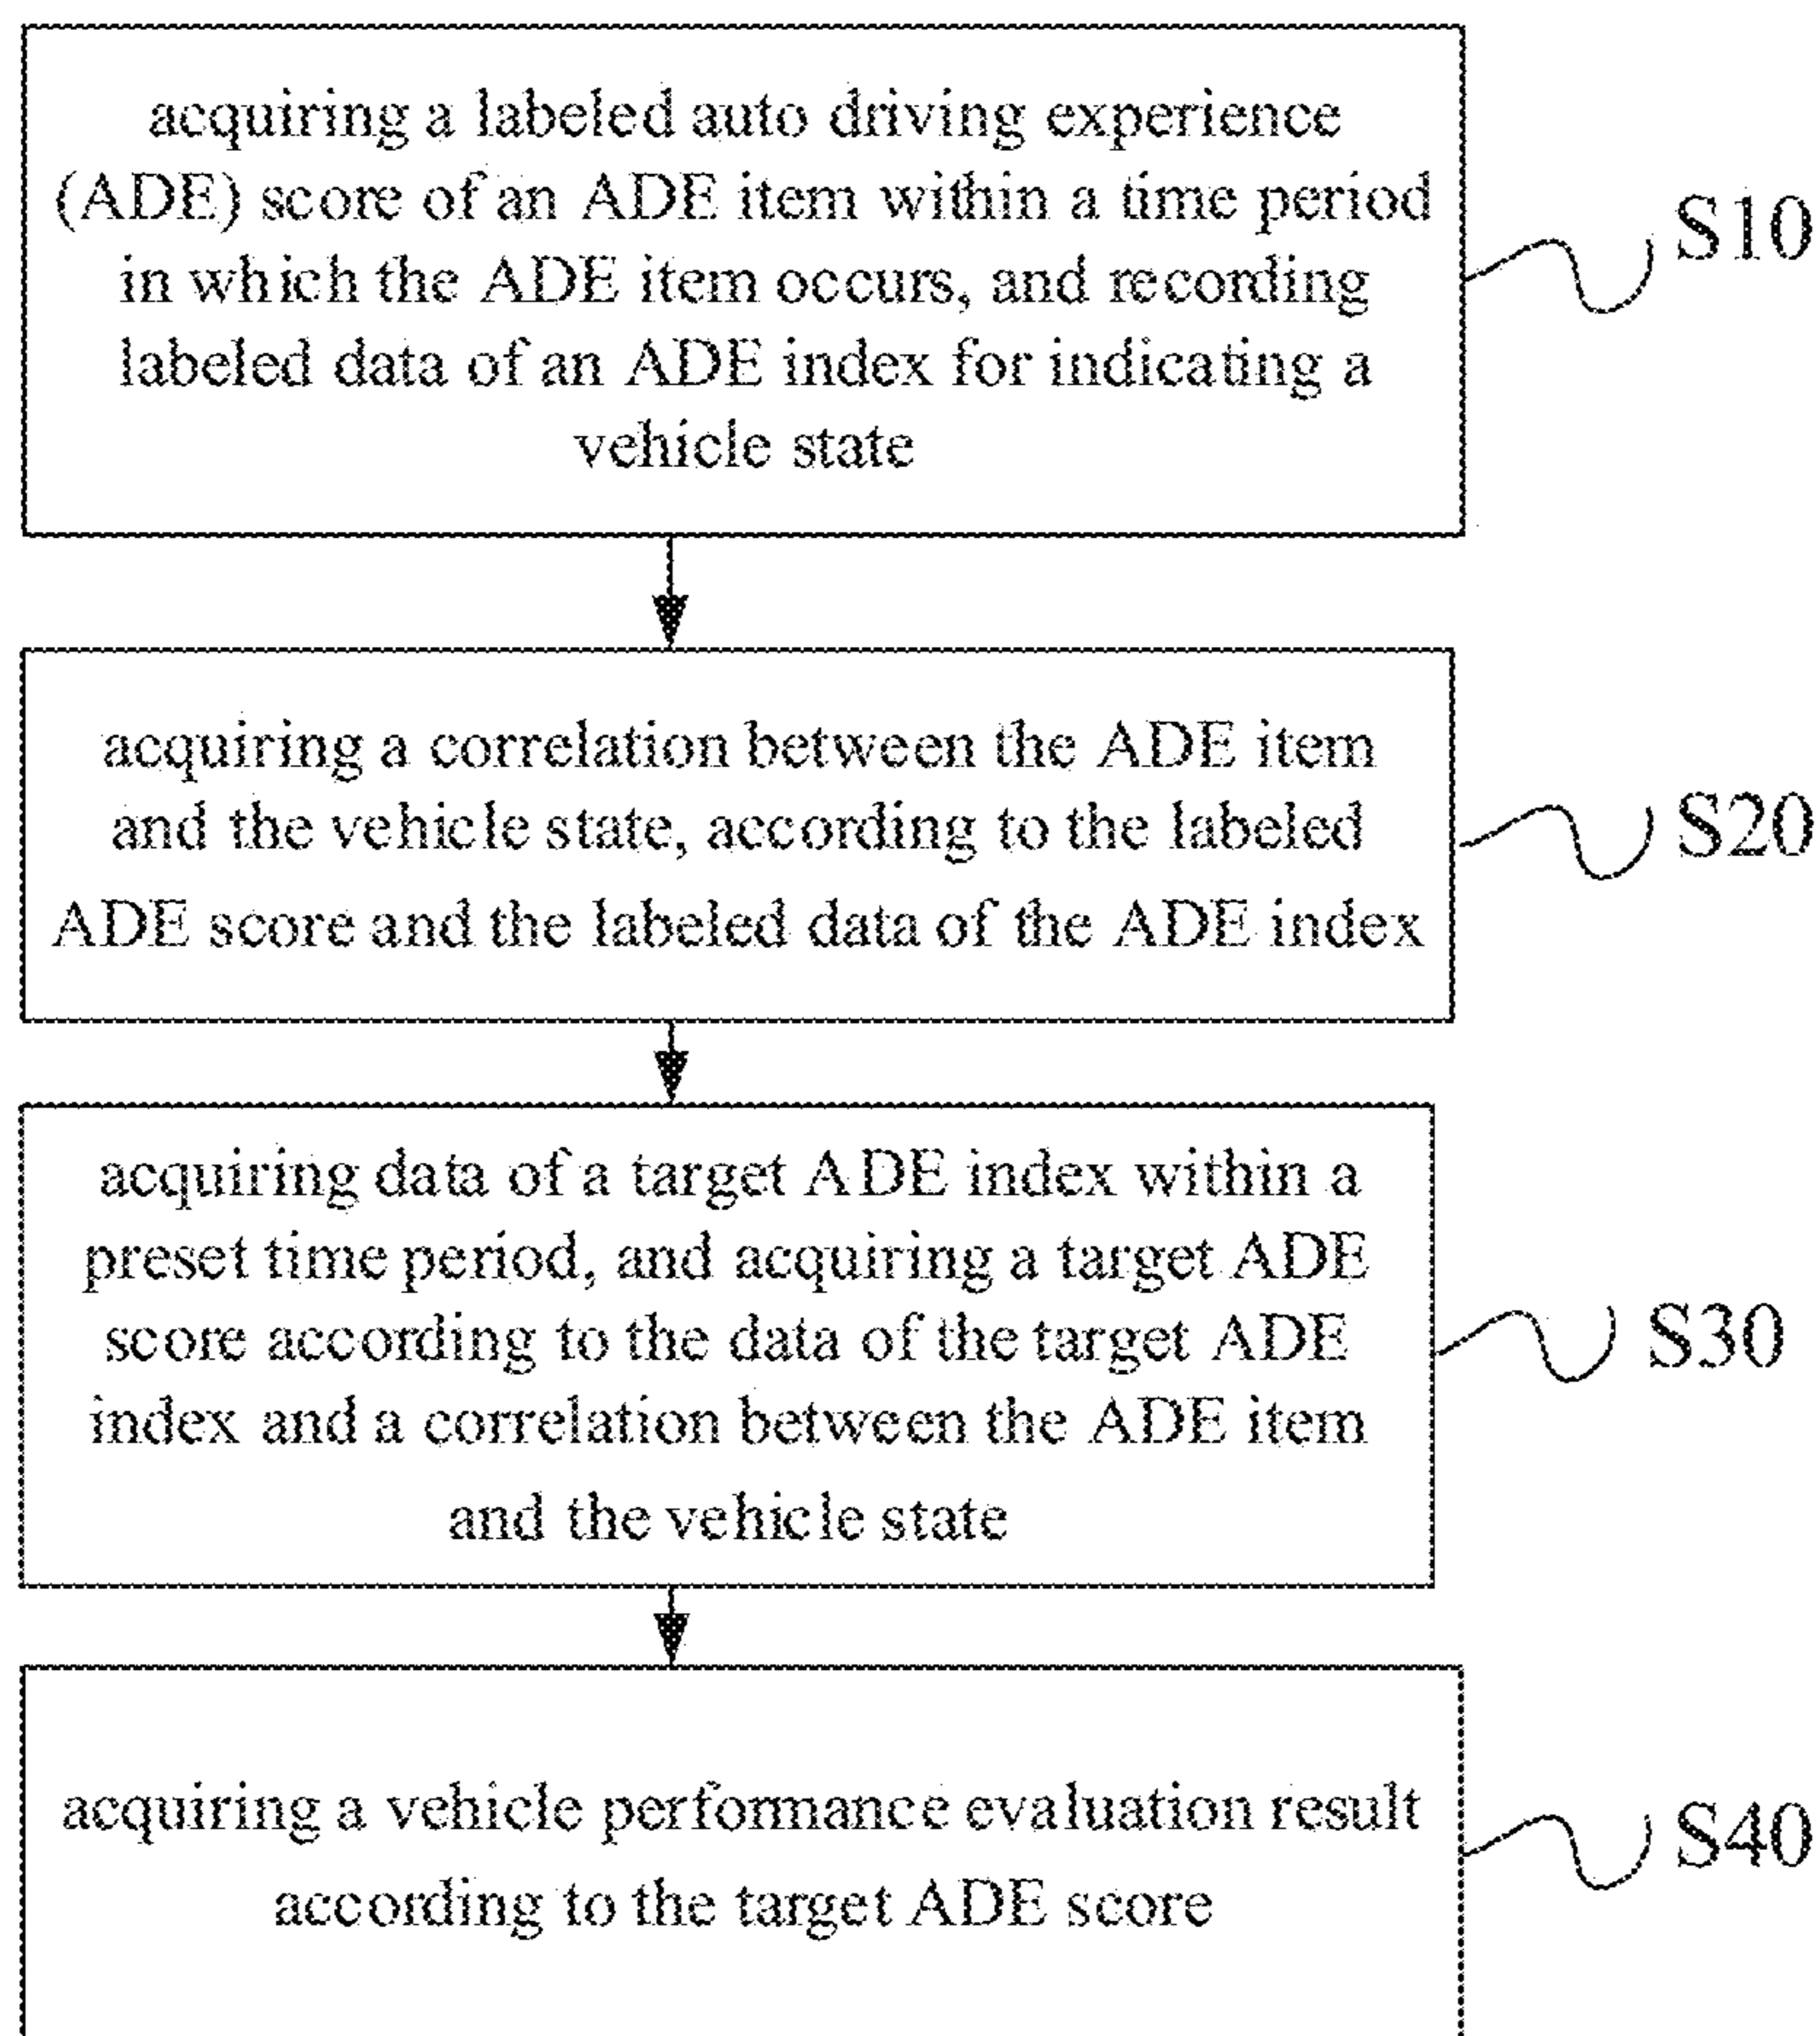 acquiring a labeled auto driving experience
(ADE) score of an ADE item within a time period
in which the ADE item occurs, and recording
labeled data of an ADE index for indicating a
vehicle state
S10
acquiring a correlation between the ADE item
and the vehicle state, according to the labeled
ADE score and the labeled data of the ADE index
S20
acquiring data of a target ADE index within a
preset time period, and acquiring a target ADE
score according to the data of the target ADE
index and a correlation between the ADE item
and the vehicle state
S30
acquiring a vehicle performance evaluation result
according to the target ADE score
S40